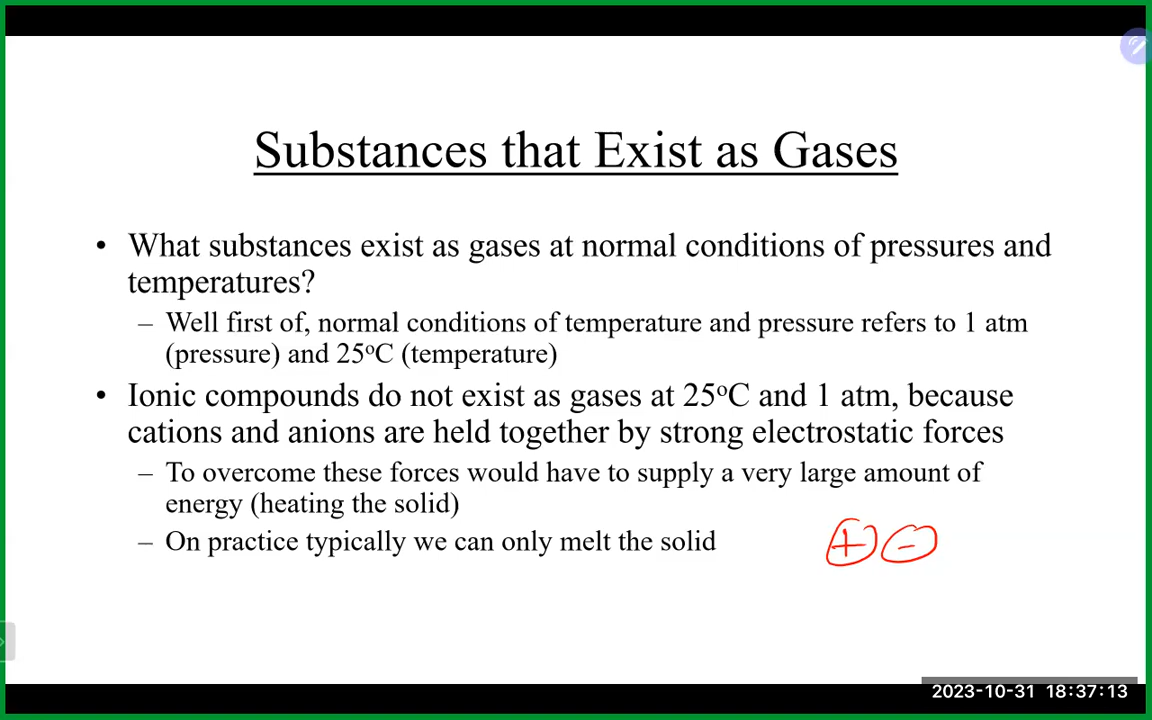 Substances that Exist as Gases
• What substances exist as gases at normal conditions of pressures and
temperatures?
– Well first of, normal conditions of temperature and pressure refers to 1 atm
(pressure) and 25°C (temperature)
• Ionic compounds do not exist as gases at 25°C and 1 atm, because
cations and anions are held together by strong electrostatic forces
– To overcome these forces would have to supply a very large amount of
energy (heating the solid)
– On practice typically we can only melt the solid
+ −
2023-10-31 18:37:13